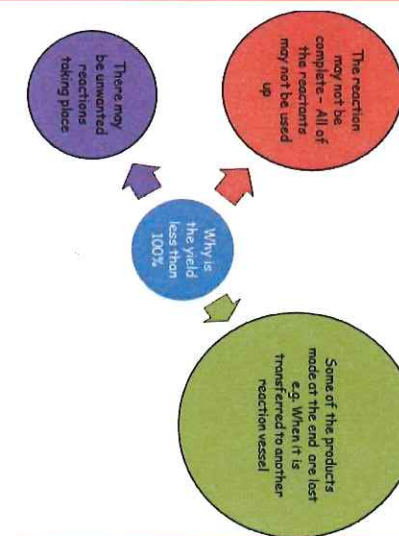 Why is
the yield
less than
100%
The reaction
may not be
complete - All of
the reactants
may not be used
up
Some of the products
made at the end are lost
e.g. When it is
transferred to another
reaction vessel
There may
be unwanted
reactions
taking place